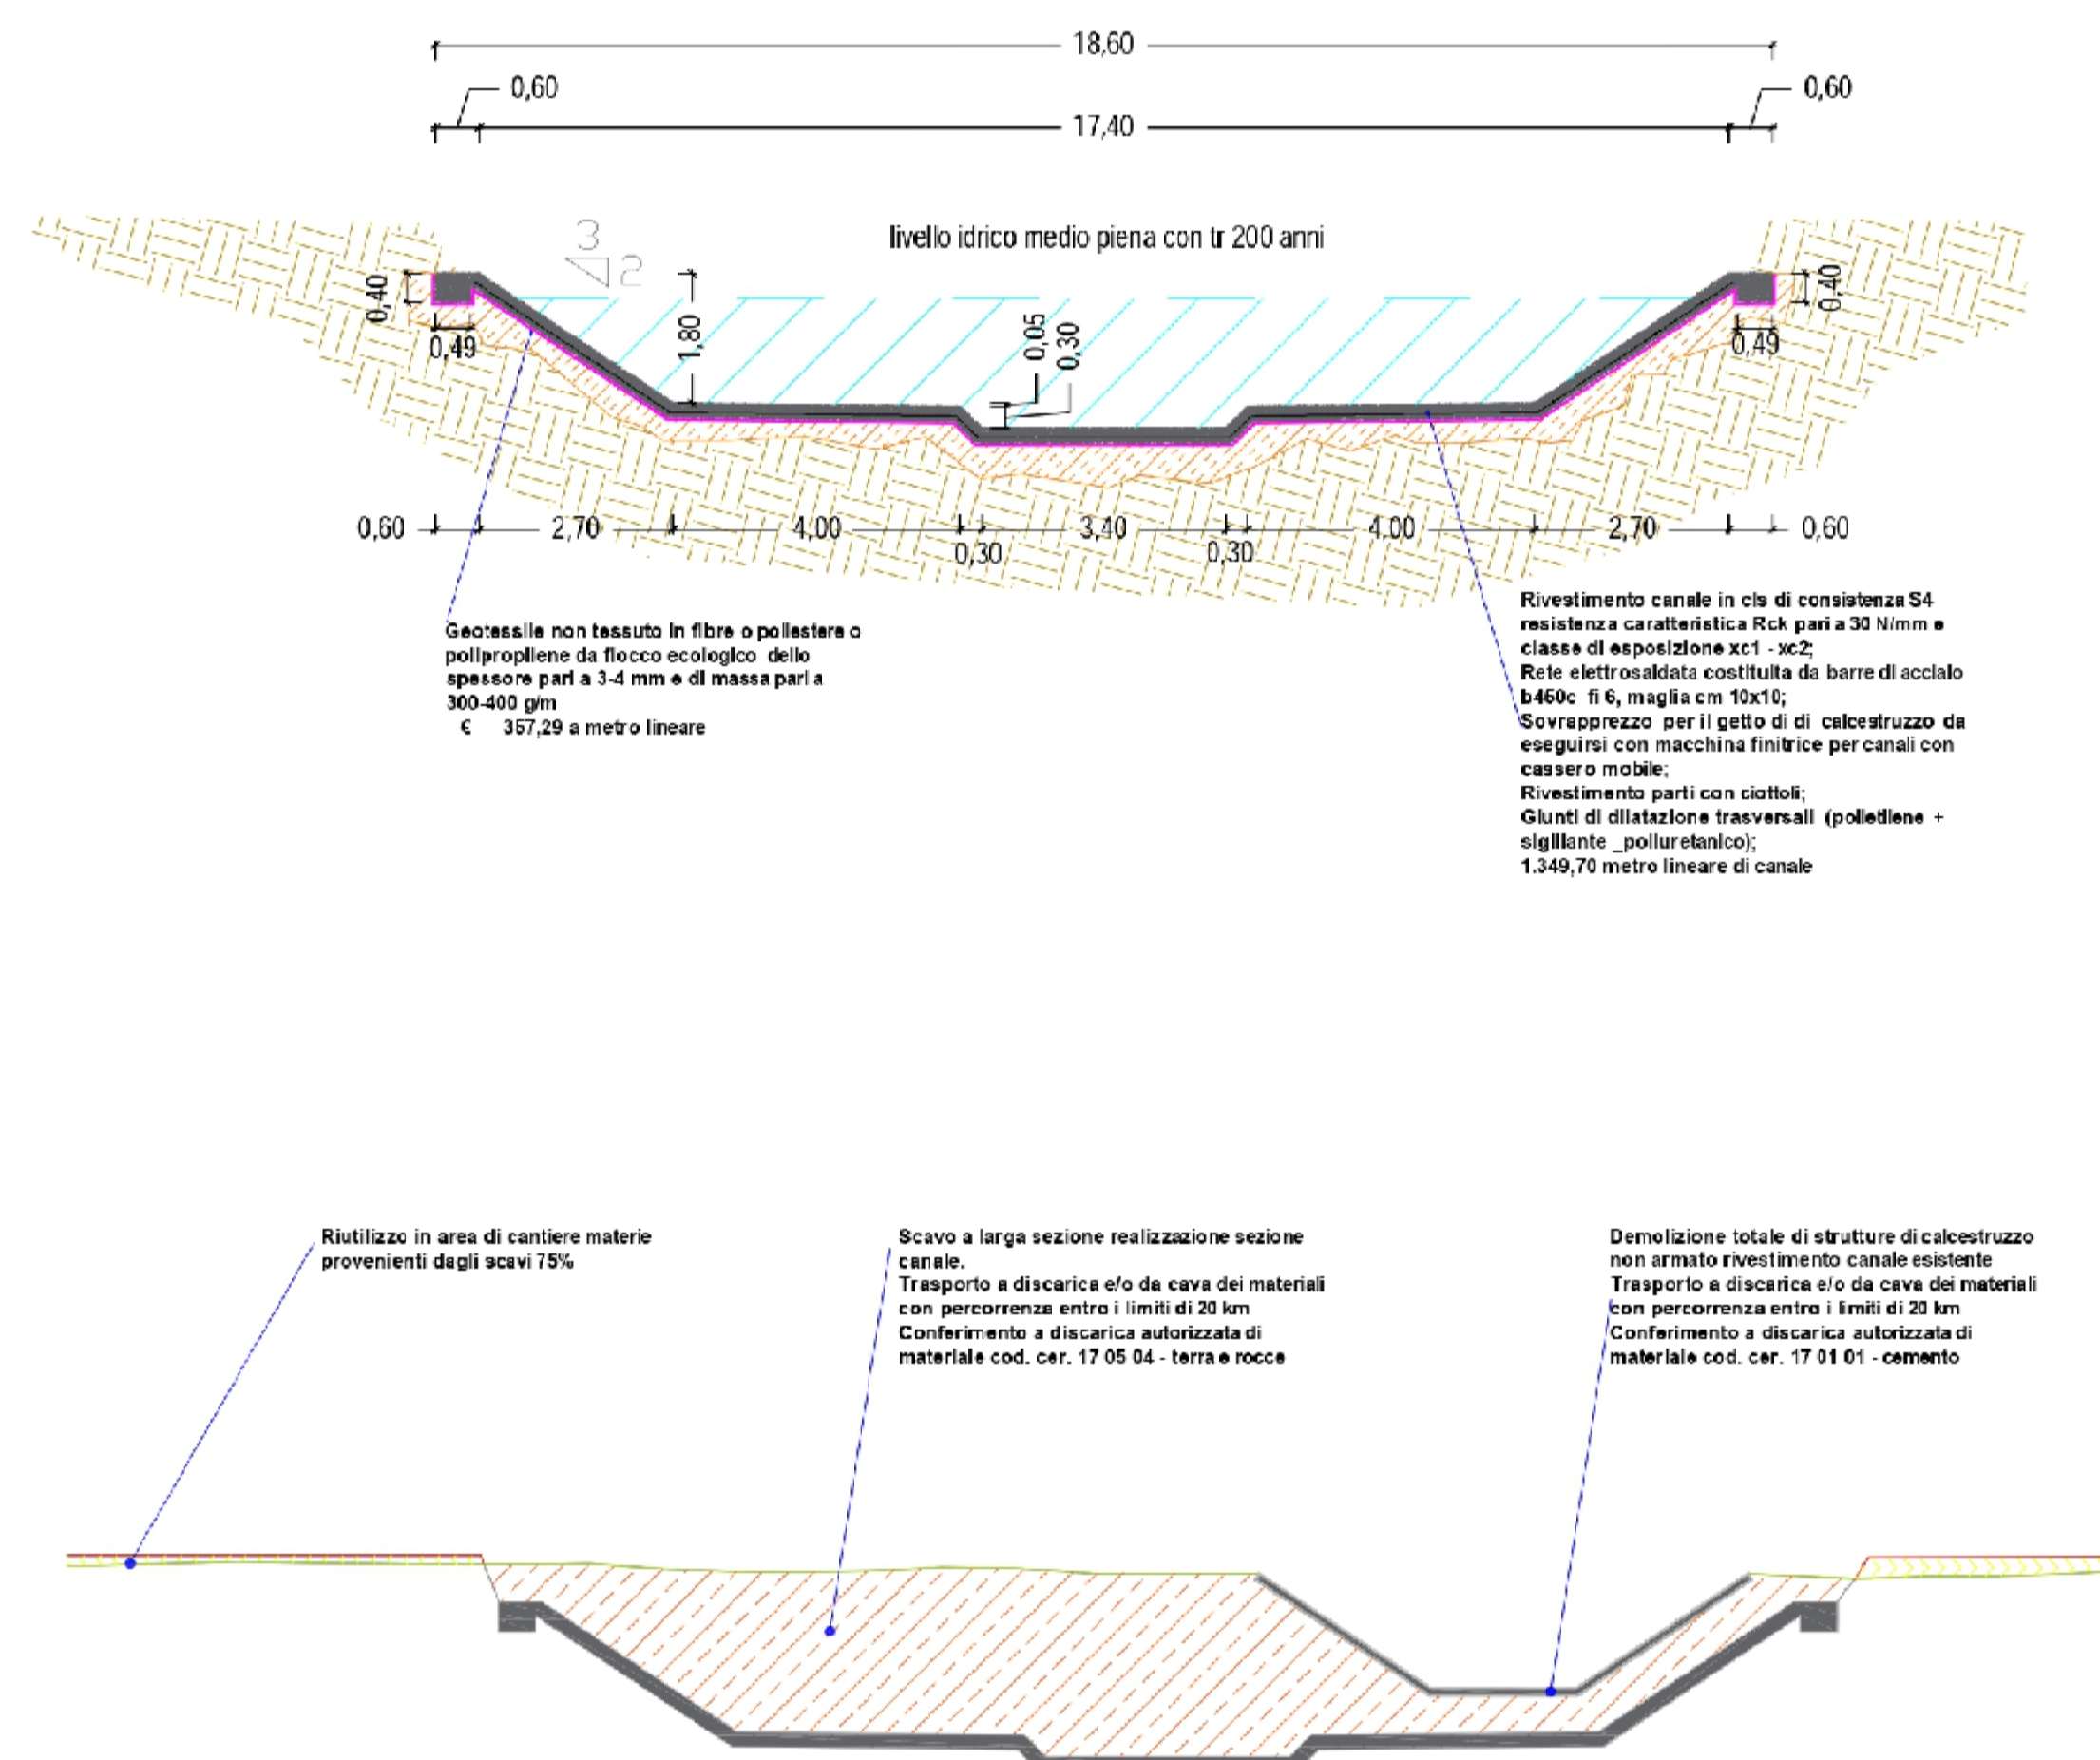 18,60
0,60
0,60
17,40
livello idrico medio piena con tr 200 anni
3
2
0,40
0,49
1,80
0,05
0,30
0,40
0,49
0,60
2,70
4,00
0,30
3,40
0,30
4,00
2,70
0,60
Geotessile non tessuto in fibre o poliestere o
polipropilene da fiocco ecologico dello
spessore pari a 3-4 mm e di massa pari a
300-400 g/m
€ 357,29 a metro lineare
Rivestimento canale in cls di consistenza S4
resistenza caratteristica Rck pari a 30 N/mm e
classe di esposizione xc1 - xc2;
Rete elettrosaldata costituita da barre di acciaio
b450c fi 6, maglia cm 10x10;
Sovrapprezzo per il getto di di calcestruzzo da
eseguirsi con macchina finitrice per canali con
cassero mobile;
Rivestimento parti con ciottoli;
Giunti di dilatazione trasversali (polietilene +
sigillante _poliuretanico);
1.349,70 metro lineare di canale
Riutilizzo in area di cantiere materie
provenienti dagli scavi 75%
Scavo a larga sezione realizzazione sezione
canale.
Trasporto a discarica e/o da cava dei materiali
con percorrenza entro i limiti di 20 km
Conferimento a discarica autorizzata di
materiale cod. cer. 17 05 04 - terra e rocce
Demolizione totale di strutture di calcestruzzo
non armato rivestimento canale esistente
Trasporto a discarica e/o da cava dei materiali
con percorrenza entro i limiti di 20 km
Conferimento a discarica autorizzata di
materiale cod. cer. 17 01 01 - cemento